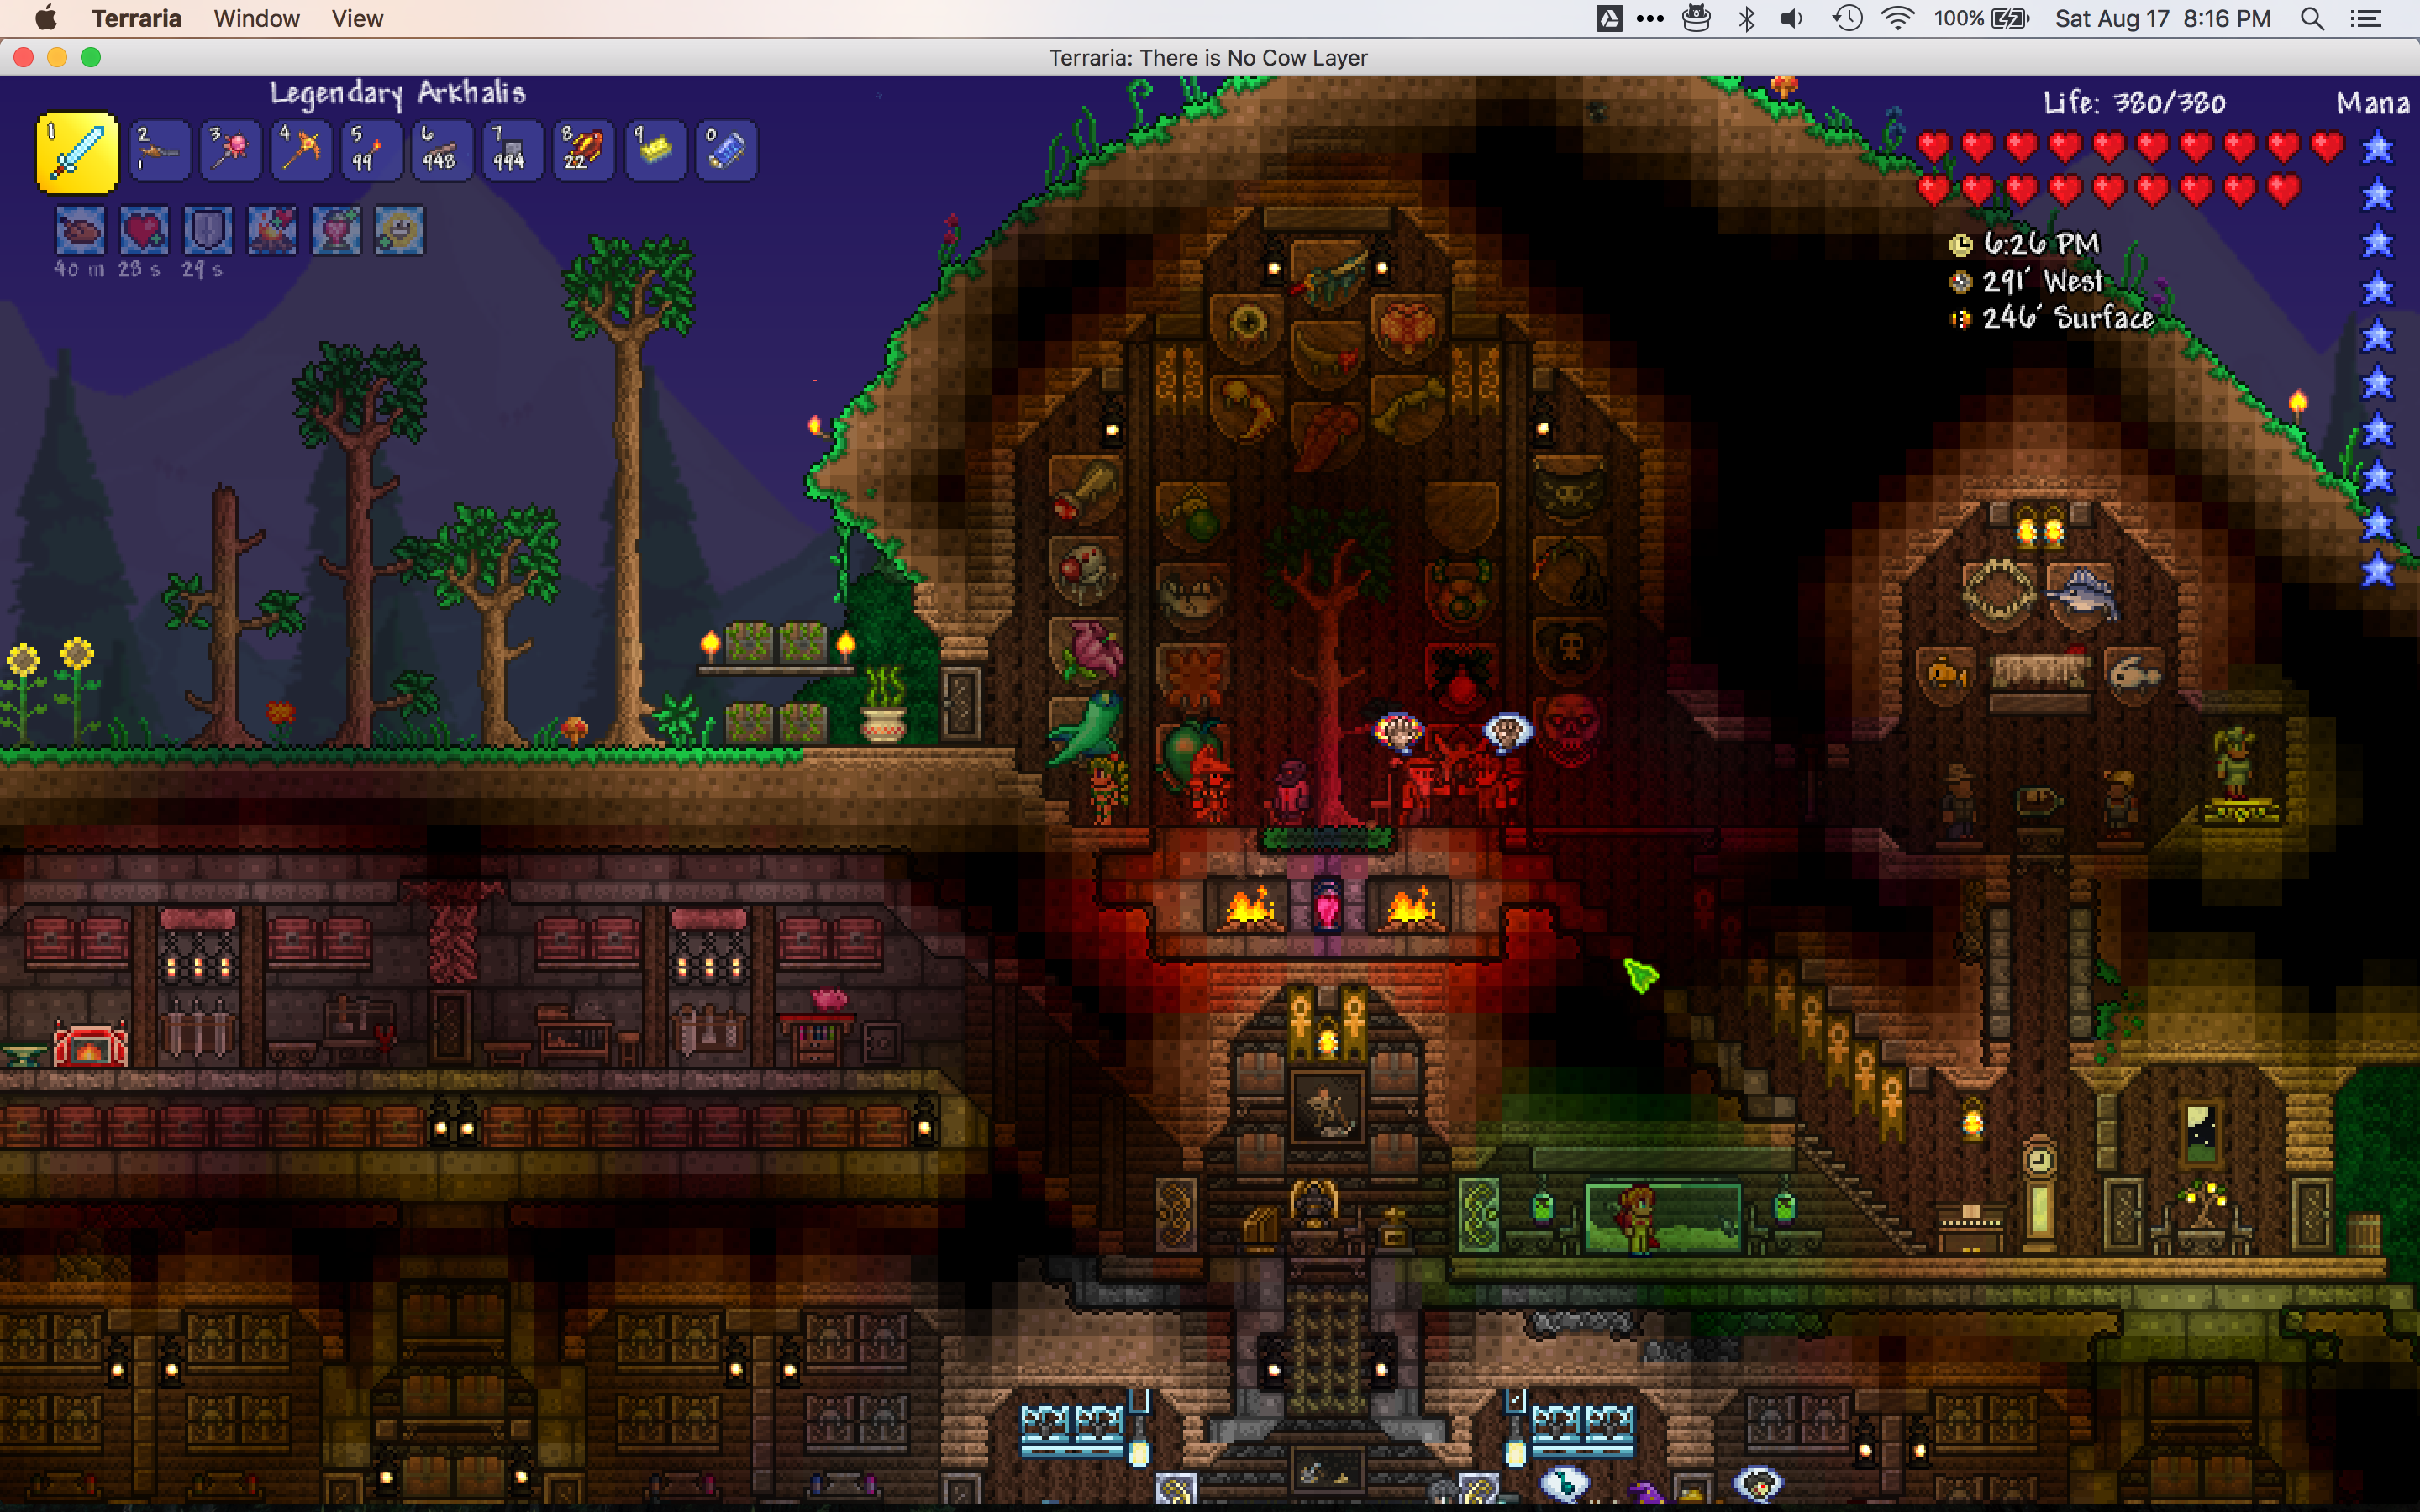 Terraria Window View 100% Sat Aug 17 8:16 PM
Terraria: There is No Cow Layer
Legendary Arkhalis
Life: 380/380 Mana
1 2 3 4 5 6 7 8 9 0
1 99 948 994 22
40 m 28 s 29 s
6:26 PM
291' West
246' Surface